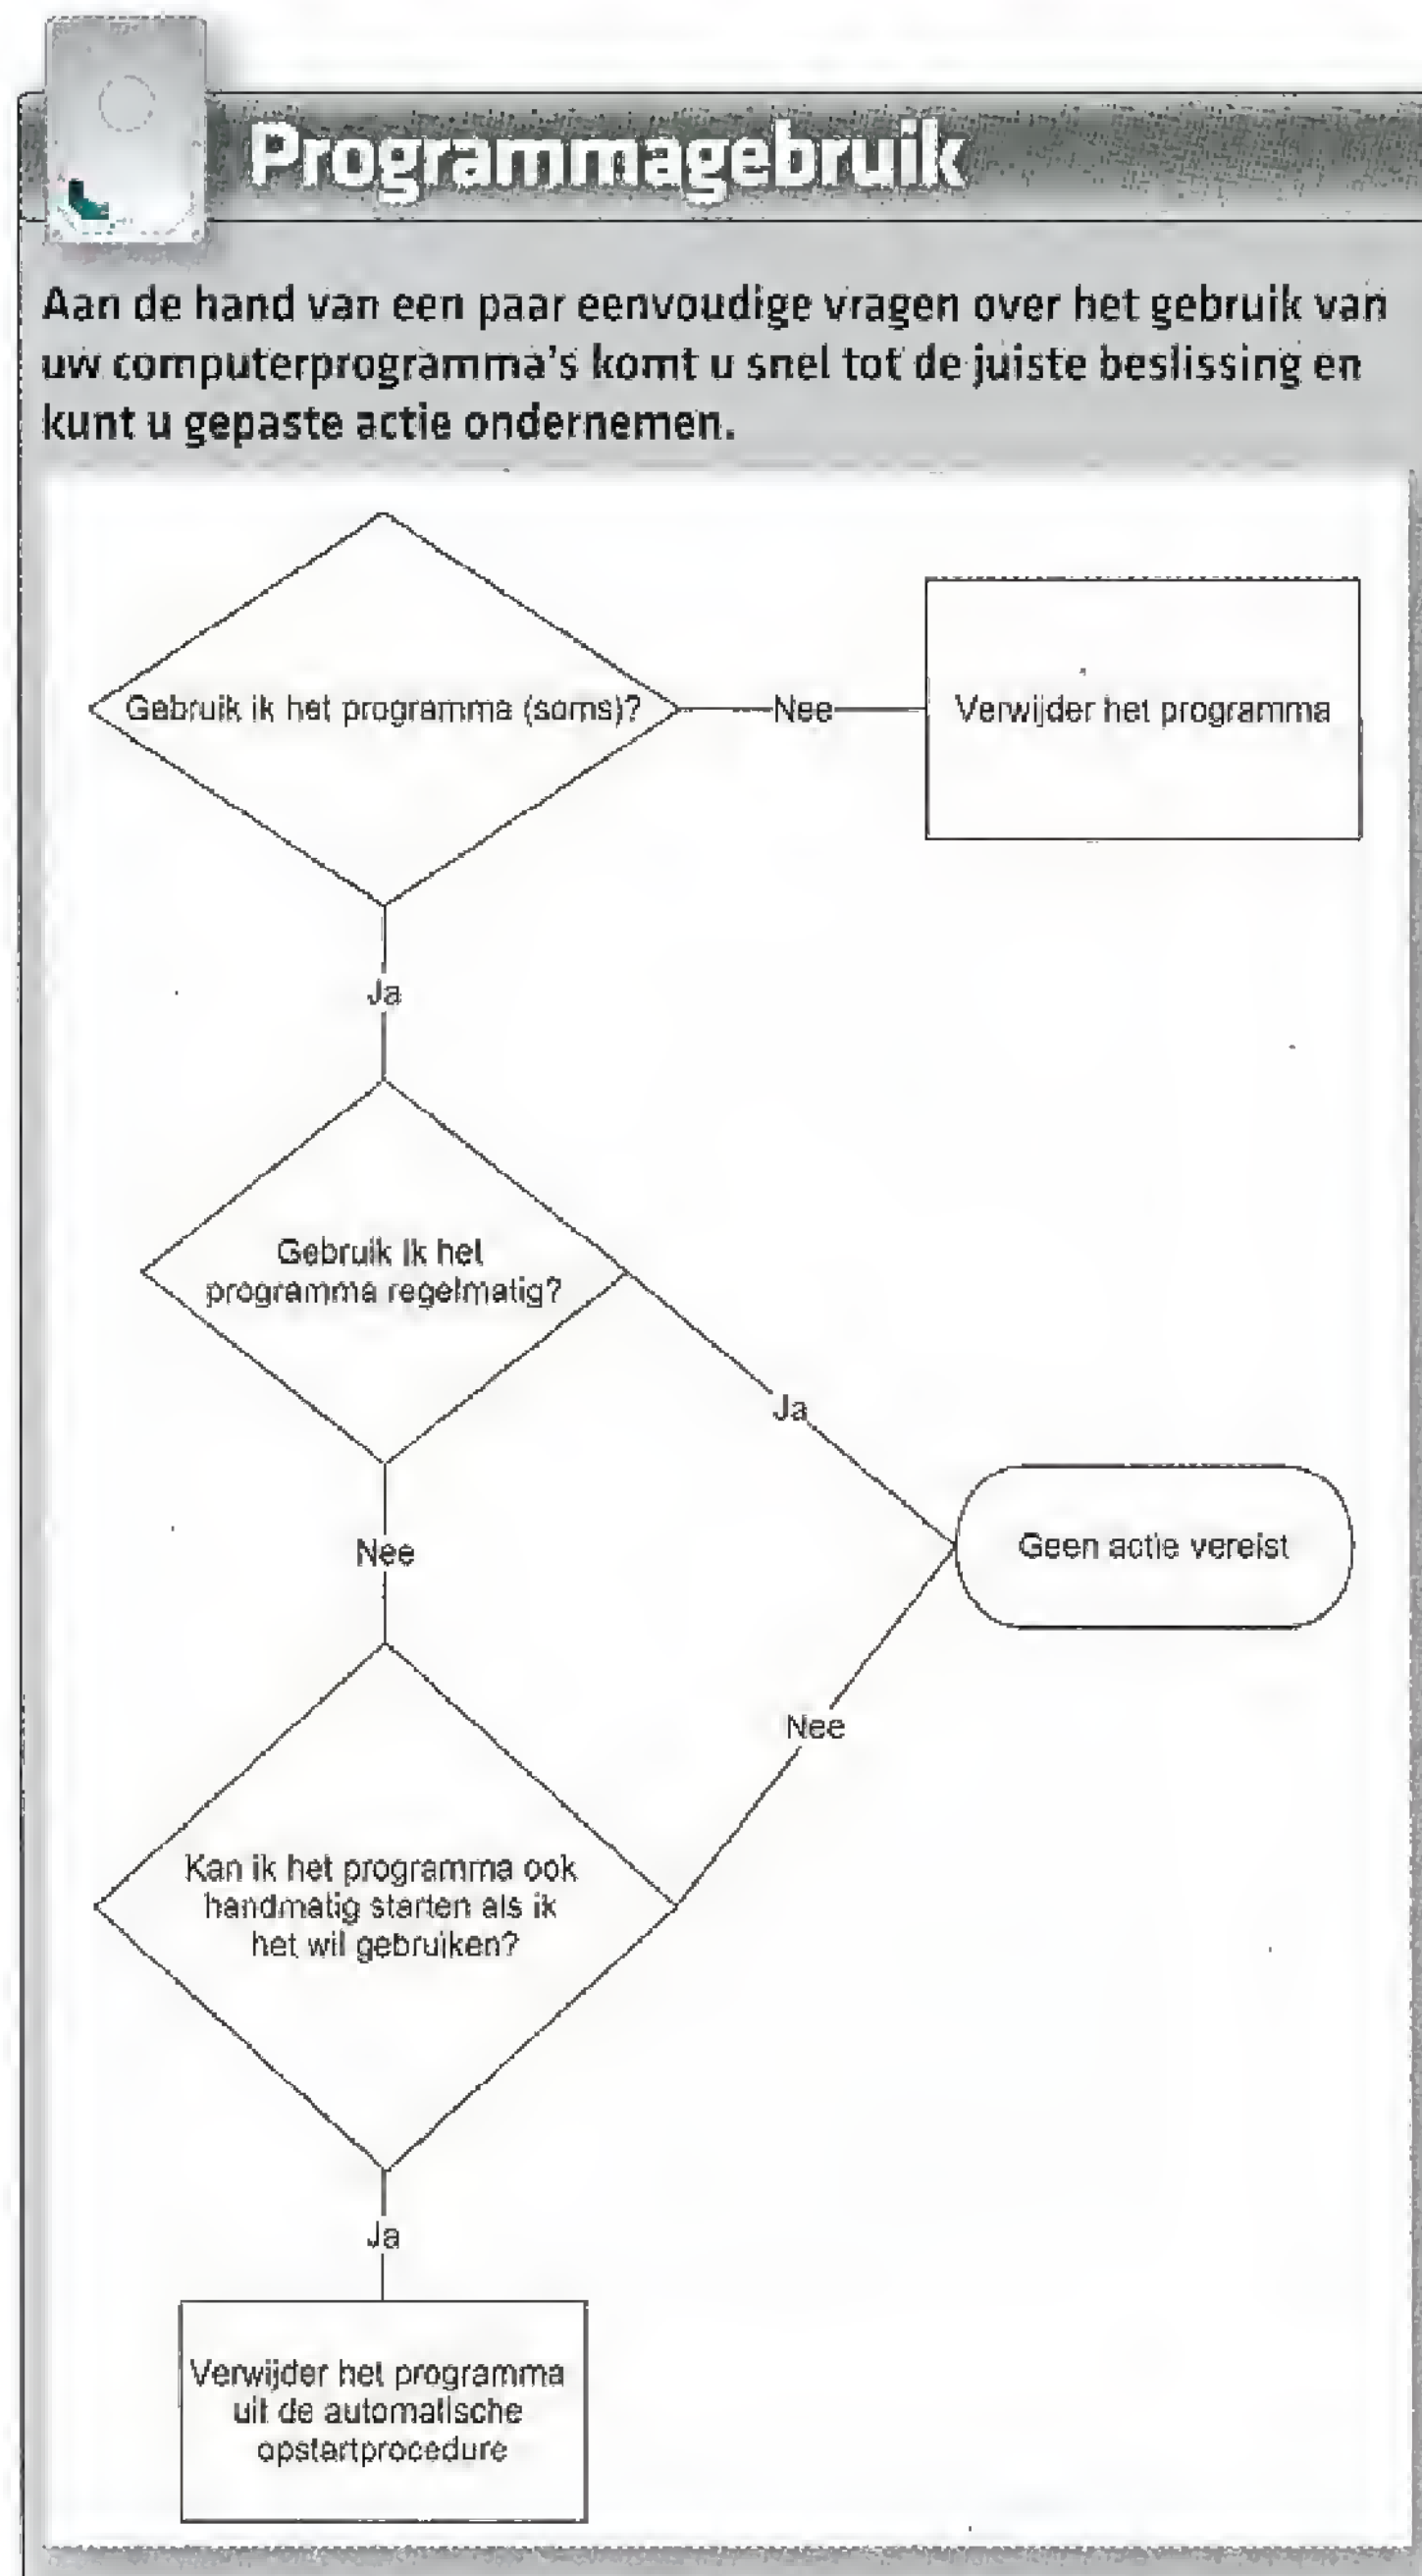 Programmagebruik
Aan de hand van een paar eenvoudige vragen over het gebruik van
uw computerprogramma's komt u snel tot de juiste beslissing en
kunt u gepaste actie ondernemen.
Gebruik ik het programma (soms)?
Nee
Verwijder het programma
Ja
Gebruik ik het
programma regelmatig?
Ja
Nee
Geen actie vereist
Nee
Kan ik het programma ook
handmatig starten als ik
het wil gebruiken?
Ja
Verwijder het programma
uit de automatische
opstartprocedure